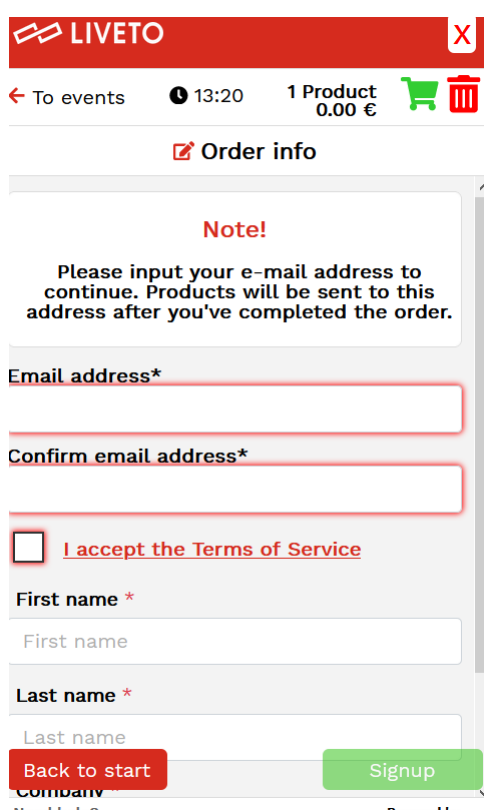 LIVETO
X
To events
13:20
1 Product
0.00 €
Order info
Note!
Please input your e-mail address to
continue. Products will be sent to this
address after you've completed the order.
Email address*
Confirm email address*
I accept the Terms of Service
First name *
First name
Last name *
Last name
Back to start
Signup
Company *